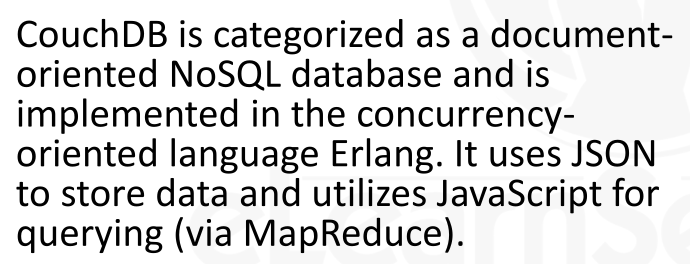 CouchDB is categorized as a document-
oriented NoSQL database and is
implemented in the concurrency-
oriented language Erlang. It uses JSON
to store data and utilizes JavaScript for
querying (via MapReduce).